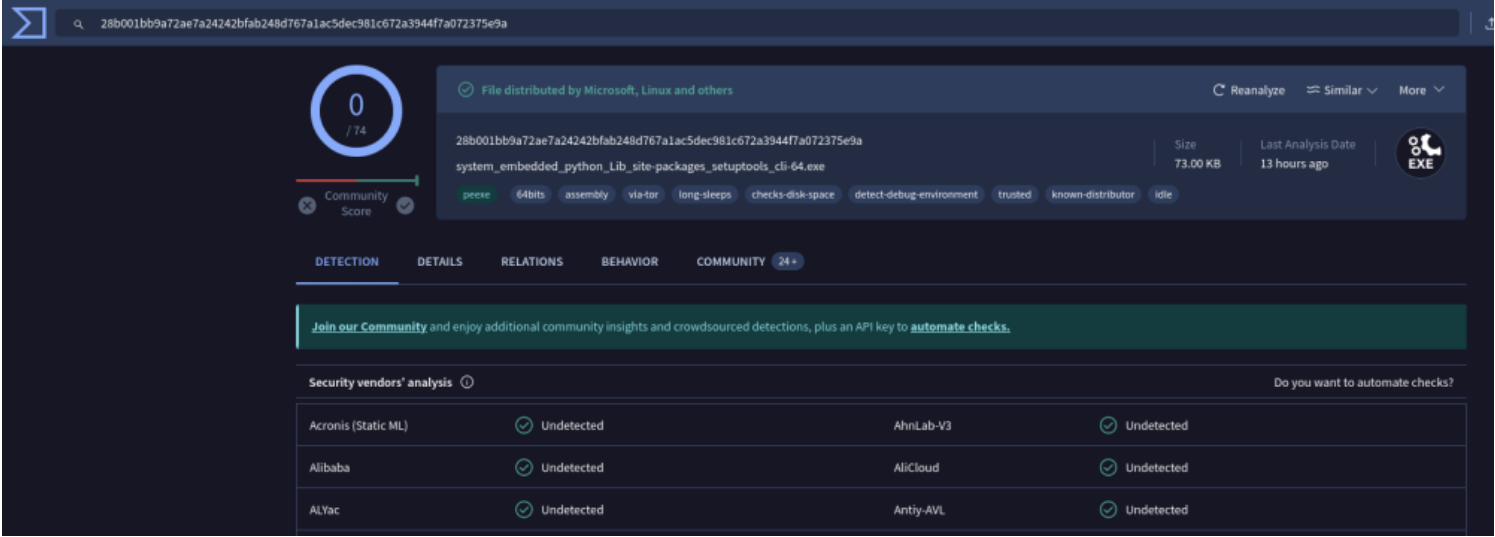 28b001bb9a72ae7a24242bfab248d767a1ac5dec981c672a3944f7a072375e9a
0
/ 74
Community Score
File distributed by Microsoft, Linux and others
Reanalyze Similar More
28b001bb9a72ae7a24242bfab248d767a1ac5dec981c672a3944f7a072375e9a
system_embedded_python_Lib_site-packages_setuptools_cli-64.exe
Size
73.00 KB
Last Analysis Date
13 hours ago
EXE
peexe 64bits assembly via-tor long-sleeps checks-disk-space detect-debug-environment trusted known-distributor idle
DETECTION DETAILS RELATIONS BEHAVIOR COMMUNITY 24+
Join our Community and enjoy additional community insights and crowdsourced detections, plus an API key to automate checks.
Security vendors' analysis Do you want to automate checks?
Acronis (Static ML) Undetected AhnLab-V3 Undetected
Alibaba Undetected AliCloud Undetected
ALYac Undetected Antiy-AVL Undetected